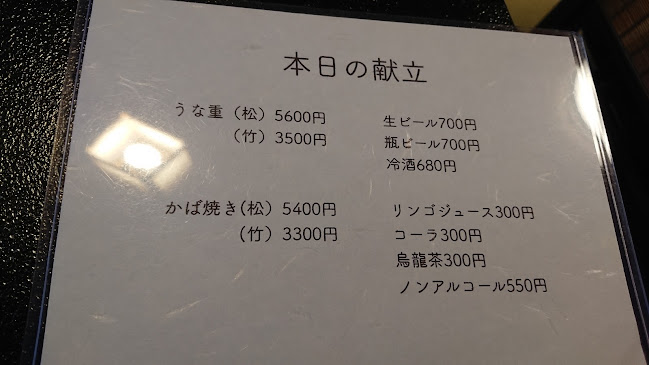 本日の献立
うな重（松）5600円
（竹）3500円
かば焼き(松）5400円
（竹）3300円
生ビール700円
瓶ビール700円
冷酒680円
リンゴジュース300円
コーラ300円
烏龍茶300円
ノンアルコール550円